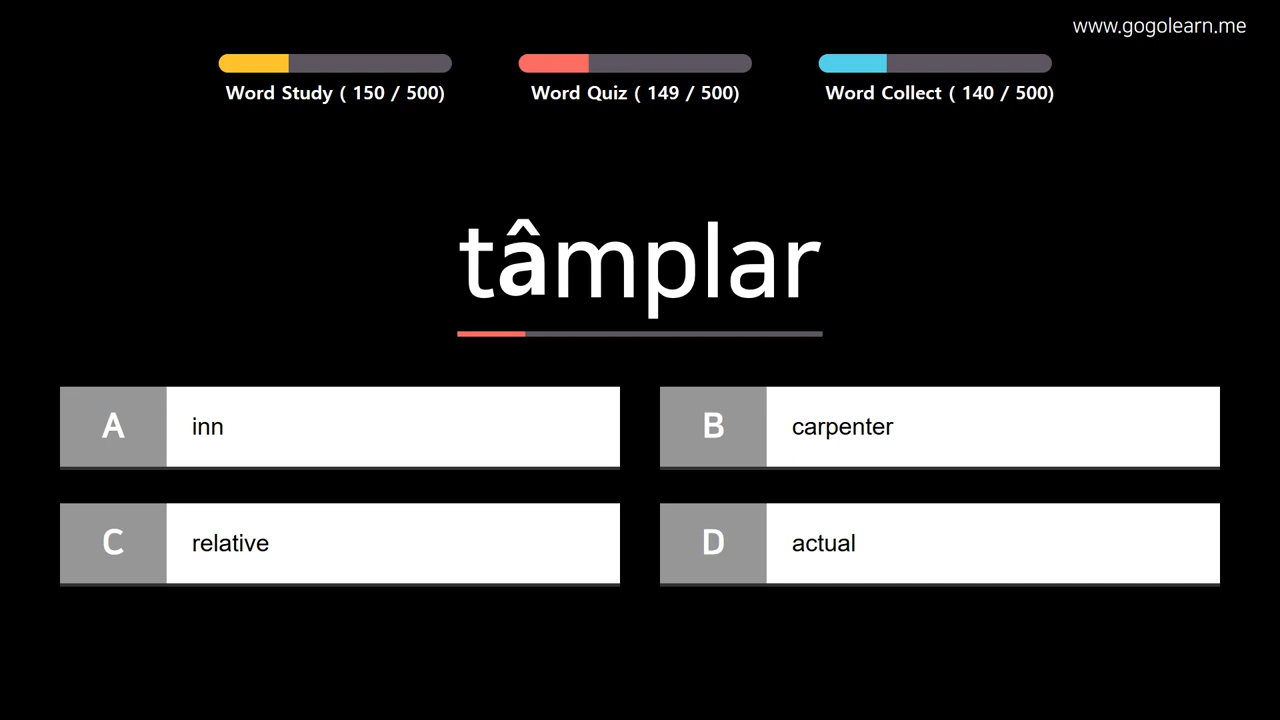 www.gogolearn.me
Word Study ( 150 / 500)
Word Quiz ( 149 / 500)
Word Collect ( 140 / 500)
tâmplar
A inn
B carpenter
C relative
D actual